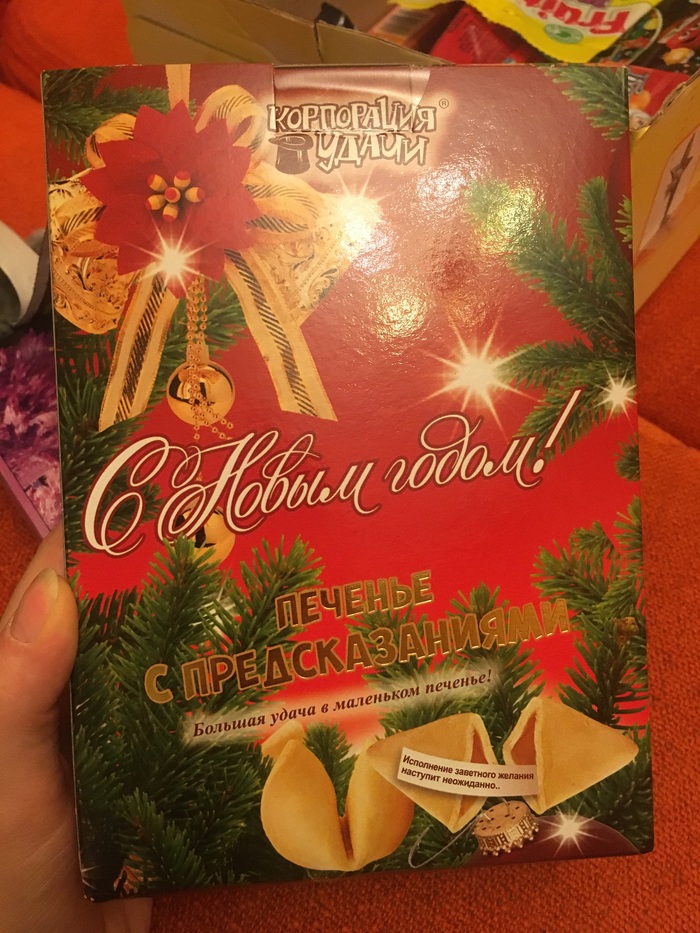 КОРПОРАЦИЯ®
УДАЧИ
С Новым годом!
ПЕЧЕНЬЕ
С ПРЕДСКАЗАНИЯМИ
Большая удача в маленьком печенье!
Исполнение заветного желания
наступит неожиданно..